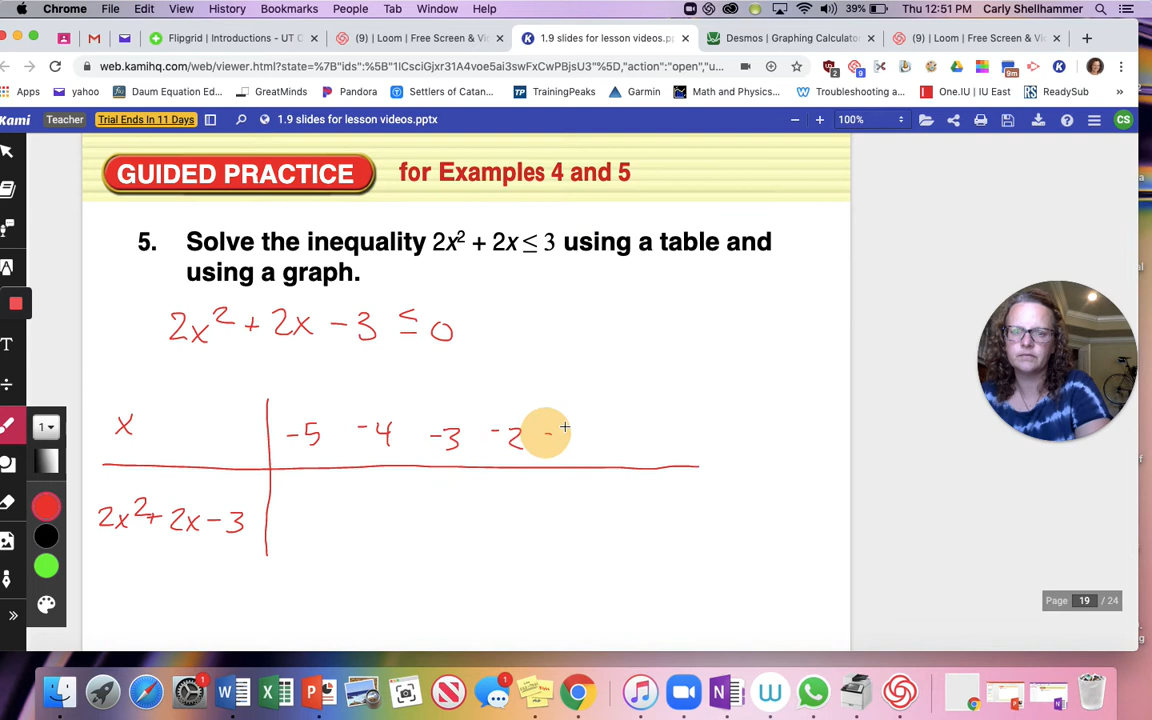 Chrome File Edit View History Bookmarks People Tab Window Help 39% Thu 12:51 PM Carly Shellhammer
Flipgrid | Introductions - UT C × (9) | Loom | Free Screen & V × 1.9 slides for lesson videos.pp × Desmos | Graphing Calculato × (9) | Loom | Free Screen & V × +
web.kamihq.com/web/viewer.html?state=%7B"ids"%3A%5B"1ICsciGjxr31A4voe5ai3swFxCwPBjsU3"%5D,"action":"open","u...
Apps yahoo Daum Equation Ed... GreatMinds Pandora Settlers of Catan... TrainingPeaks Garmin Math and Physics... Troubleshooting a... One.IU | IU East ReadySub »
Kami Teacher Trial Ends In 11 Days 1.9 slides for lesson videos.pptx 100% CS
GUIDED PRACTICE for Examples 4 and 5
5. Solve the inequality 2x² + 2x ≤ 3 using a table and
using a graph.
2x² + 2x - 3 ≤ 0
x -5 -4 -3 -2 -
2x² + 2x - 3
Page 19 / 24